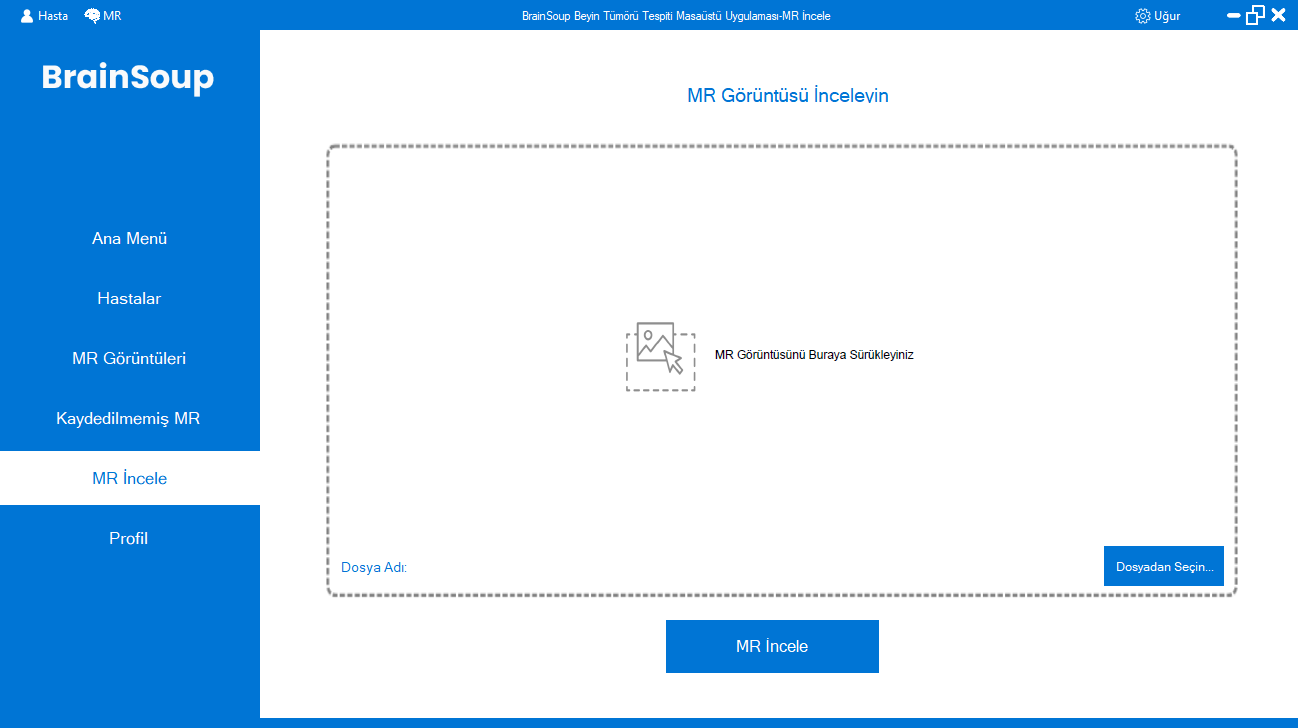 Hasta MR BrainSoup Beyin Tümörü Tespiti Masaüstü Uygulaması-MR İncele Uğur
BrainSoup
Ana Menü
Hastalar
MR Görüntüleri
Kaydedilmemiş MR
MR İncele
Profil
MR Görüntüsü İnceleyin
MR Görüntüsünü Buraya Sürükleyiniz
Dosya Adı:
Dosyadan Seçin...
MR İncele